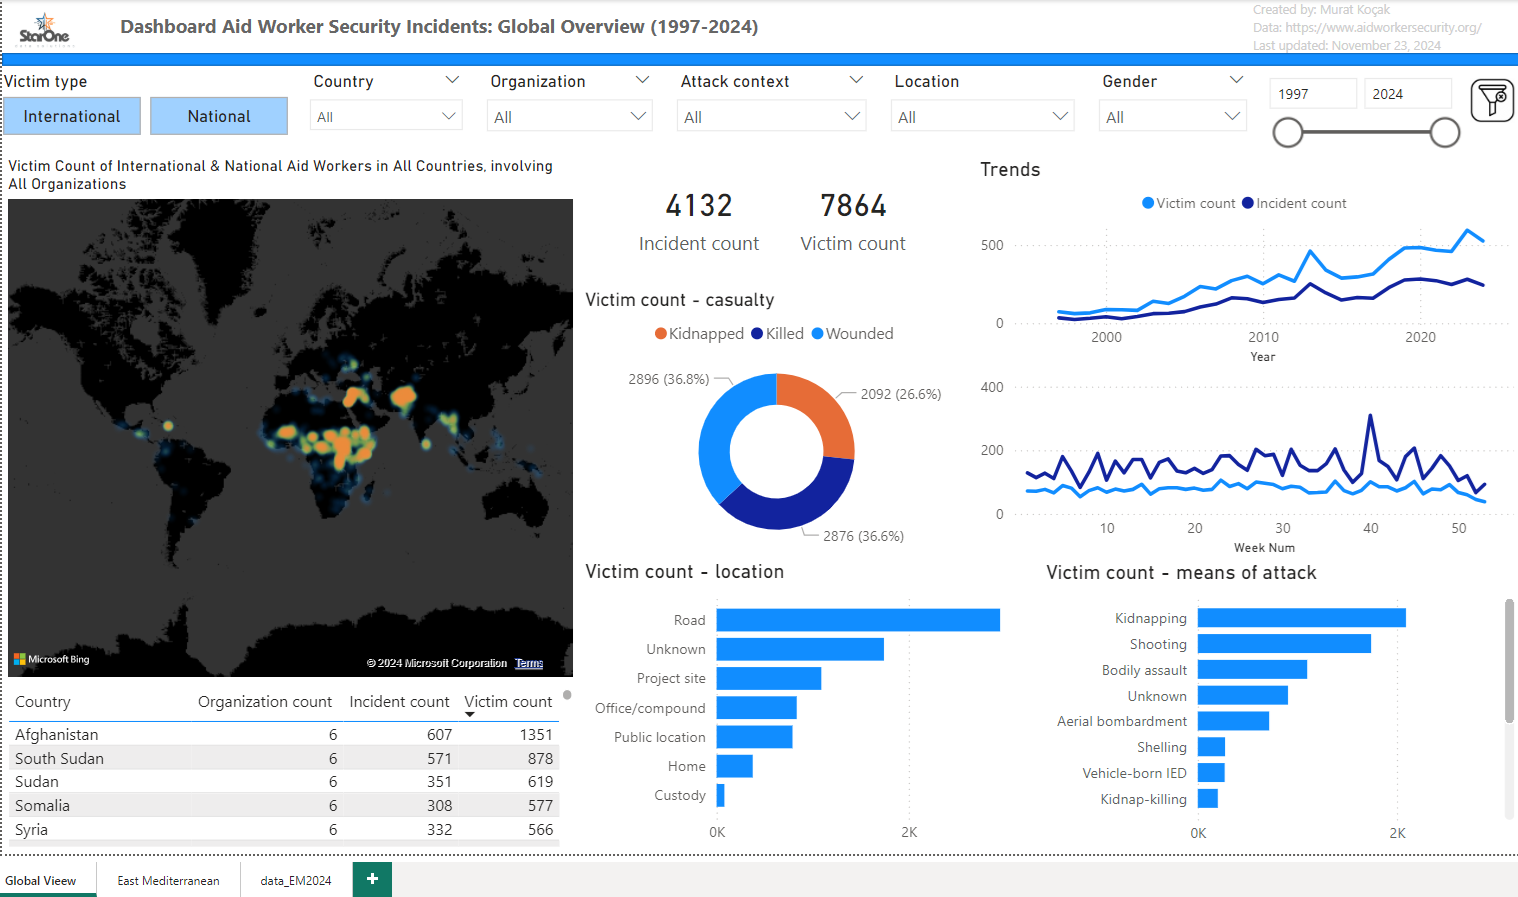 StarOne
Dashboard Aid Worker Security Incidents: Global Overview (1997-2024)
Created by: Murat Koçak
Data: https://www.aidworkersecurity.org/
Last updated: November 23, 2024
Victim type
International
National
Country
All
Organization
All
Attack context
All
Location
All
Gender
All
1997
2024
Victim Count of International & National Aid Workers in All Countries, involving
All Organizations
Microsoft Bing
© 2024 Microsoft Corporation Terms
4132
Incident count
7864
Victim count
Victim count - casualty
Kidnapped Killed Wounded
2896 (36.8%)
2092 (26.6%)
2876 (36.6%)
Trends
Victim count Incident count
500
0
2000 2010 2020
Year
400
200
0
10 20 30 40 50
Week Num
Victim count - location
Road
Unknown
Project site
Office/compound
Public location
Home
Custody
0K 2K
Victim count - means of attack
Kidnapping
Shooting
Bodily assault
Unknown
Aerial bombardment
Shelling
Vehicle-born IED
Kidnap-killing
0K 2K
Country Organization count Incident count Victim count
Afghanistan 6 607 1351
South Sudan 6 571 878
Sudan 6 351 619
Somalia 6 308 577
Syria 6 332 566
Global Vieew East Mediterranean data_EM2024 +